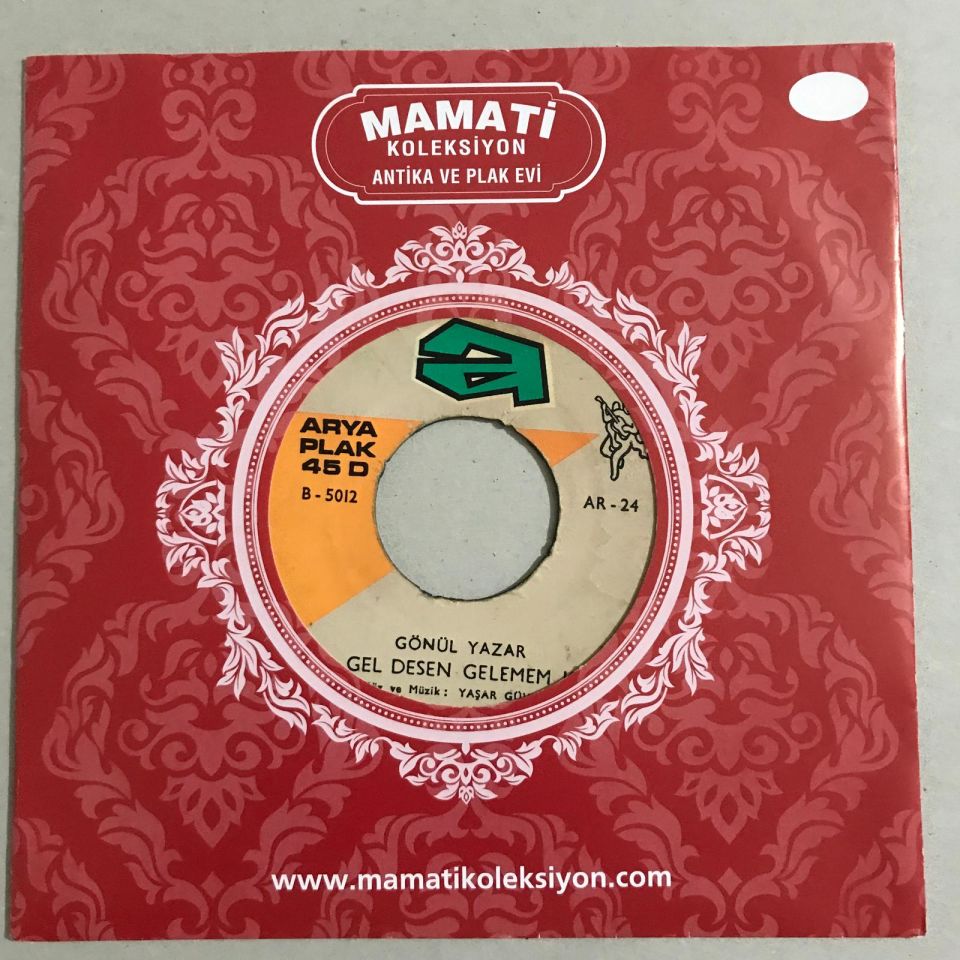 MAMATİ
KOLEKSİYON
ANTİKA VE PLAK EVİ
ARYA
PLAK
45 D
B - 5012
AR - 24
GÖNÜL YAZAR
GEL DESEN GELEMEM
ve Müzik: YAŞAR
www.mamatikoleksiyon.com